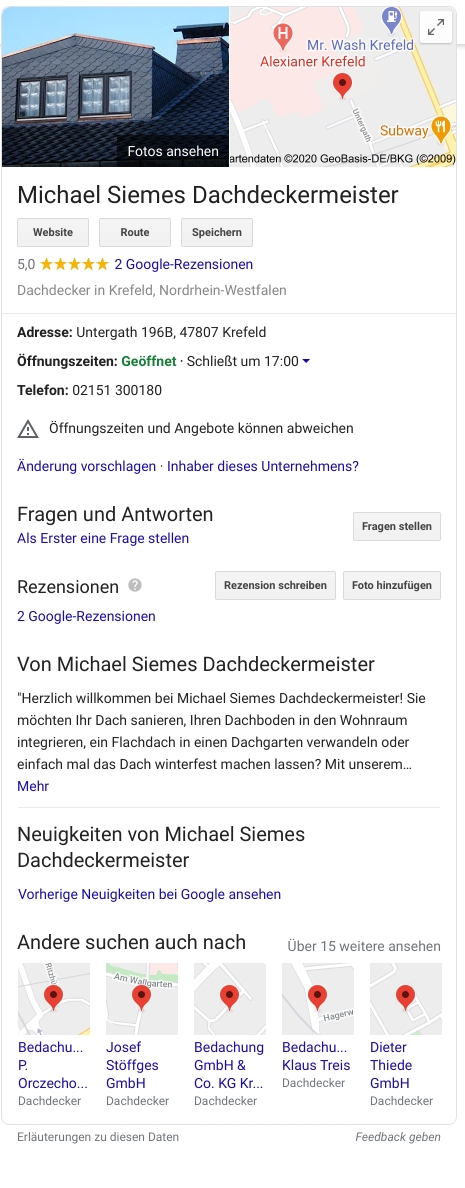 Alexianer Krefeld
Mr. Wash Krefeld
Untergath
Subway
Fotos ansehen
artendaten ©2020 GeoBasis-DE/BKG (©2009)
Michael Siemes Dachdeckermeister
Website
Route
Speichern
5,0 ★★★★★ 2 Google-Rezensionen
Dachdecker in Krefeld, Nordrhein-Westfalen
Adresse: Untergath 196B, 47807 Krefeld
Öffnungszeiten: Geöffnet · Schließt um 17:00
Telefon: 02151 300180
Öffnungszeiten und Angebote können abweichen
Änderung vorschlagen · Inhaber dieses Unternehmens?
Fragen und Antworten
Als Erster eine Frage stellen
Fragen stellen
Rezensionen ?
Rezension schreiben
Foto hinzufügen
2 Google-Rezensionen
Von Michael Siemes Dachdeckermeister
"Herzlich willkommen bei Michael Siemes Dachdeckermeister! Sie
möchten Ihr Dach sanieren, Ihren Dachboden in den Wohnraum
integrieren, ein Flachdach in einen Dachgarten verwandeln oder
einfach mal das Dach winterfest machen lassen? Mit unserem…
Mehr
Neuigkeiten von Michael Siemes
Dachdeckermeister
Vorherige Neuigkeiten bei Google ansehen
Andere suchen auch nach
Über 15 weitere ansehen
Am Wallgarten
Hagerw
Bedachu...
P.
Orczecho...
Dachdecker
Josef
Stöffges
GmbH
Dachdecker
Bedachung
GmbH &
Co. KG Kr...
Dachdecker
Bedachu...
Klaus Treis
Dachdecker
Dieter
Thiede
GmbH
Dachdecker
Erläuterungen zu diesen Daten
Feedback geben